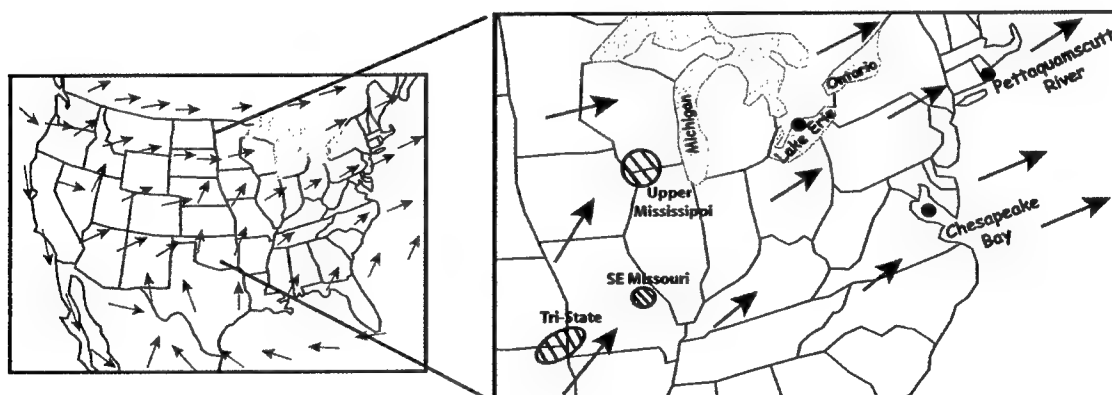 Ontario
Pettaquamscutt
River
Michigan
Lake Erie
Upper
Mississippi
Chesapeake
Bay
SE Missouri
Tri-State